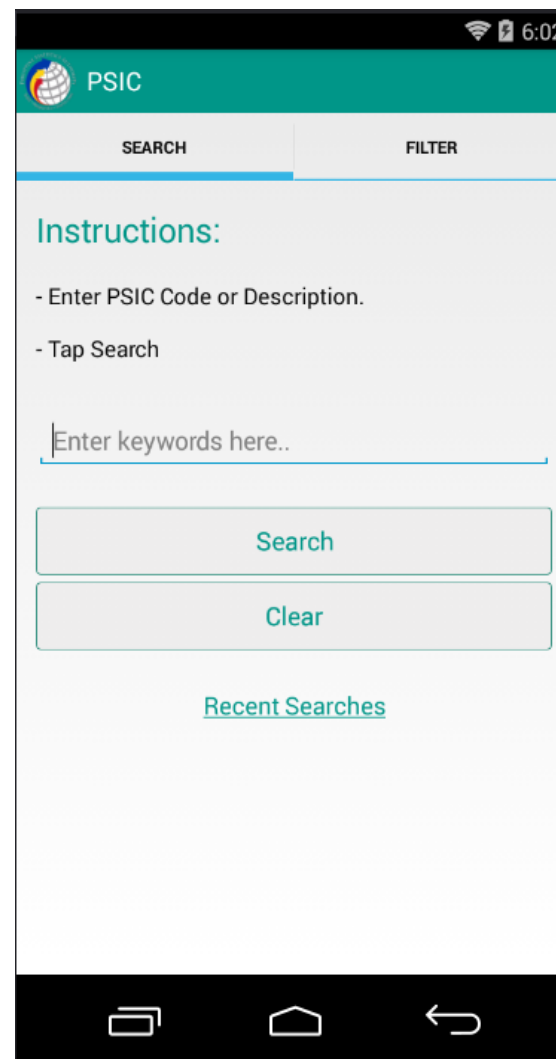 6:02
PSIC
SEARCH FILTER
Instructions:
- Enter PSIC Code or Description.
- Tap Search
Enter keywords here..
Search
Clear
Recent Searches